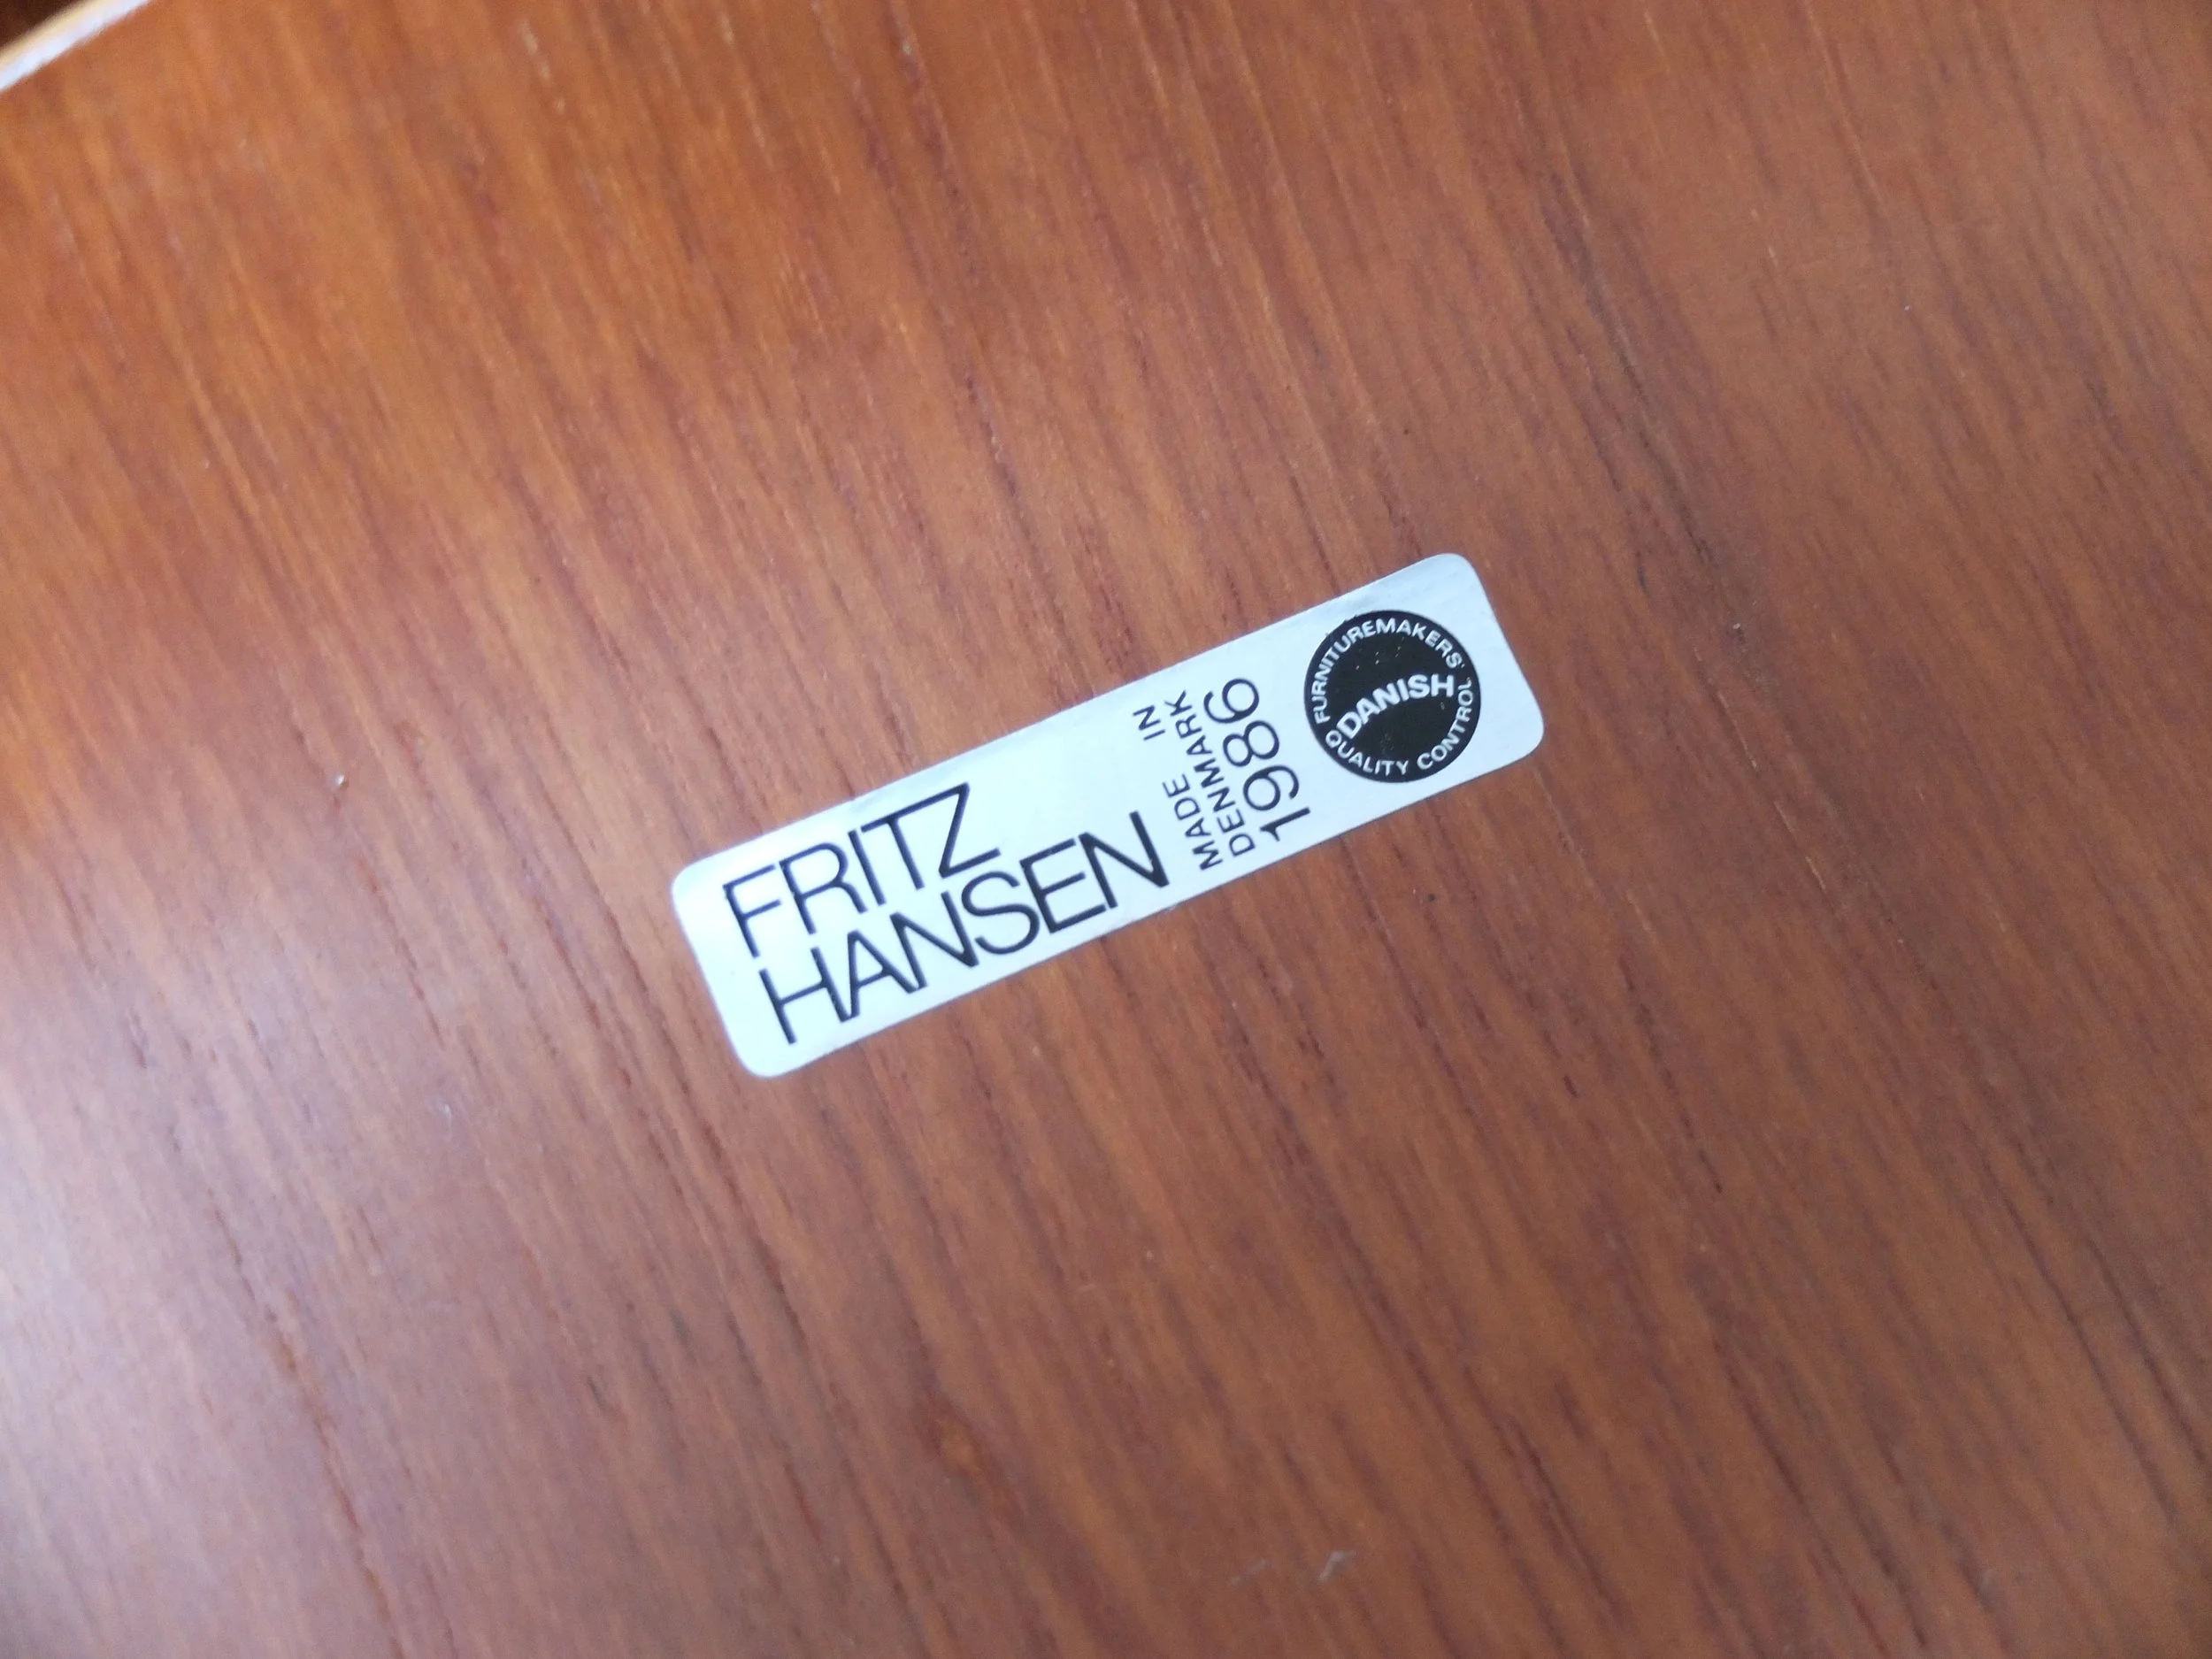 FRITZ
HANSEN
MADE IN
DENMARK
1986
FURNITUREMAKERS'
DANISH
QUALITY CONTROL